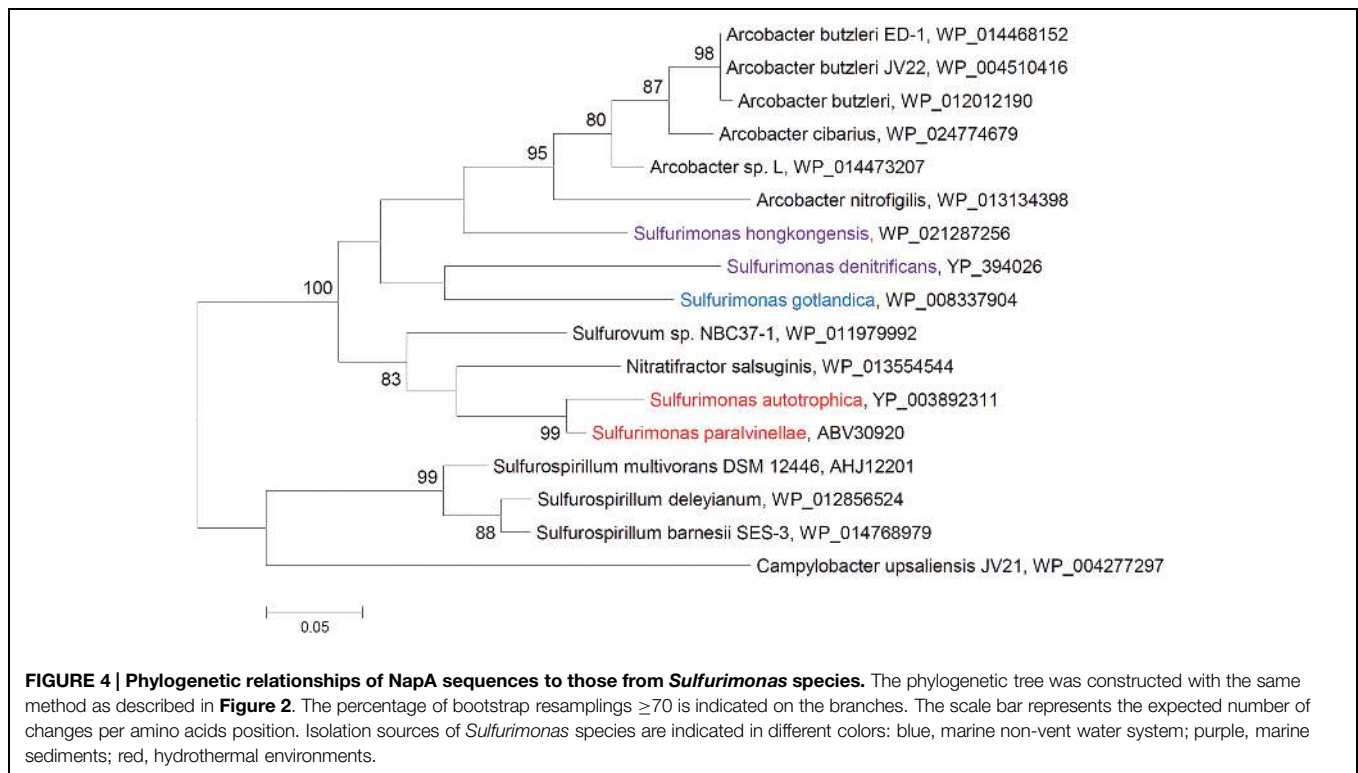 Arcobacter butzleri ED-1, WP_014468152
98
Arcobacter butzleri JV22, WP_004510416
87
Arcobacter butzleri, WP_012012190
80
Arcobacter cibarius, WP_024774679
95
Arcobacter sp. L, WP_014473207
Arcobacter nitrofigilis, WP_013134398
Sulfurimonas hongkongensis, WP_021287256
Sulfurimonas denitrificans, YP_394026
100
Sulfurimonas gotlandica, WP_008337904
Sulfurovum sp. NBC37-1, WP_011979992
Nitratifractor salsuginis, WP_013554544
83
Sulfurimonas autotrophica, YP_003892311
99
Sulfurimonas paralvinellae, ABV30920
Sulfurospirillum multivorans DSM 12446, AHJ12201
99
Sulfurospirillum deleyianum, WP_012856524
88
Sulfurospirillum barnesii SES-3, WP_014768979
Campylobacter upsaliensis JV21, WP_004277297
0.05
FIGURE 4 | Phylogenetic relationships of NapA sequences to those from Sulfurimonas species. The phylogenetic tree was constructed with the same
method as described in Figure 2. The percentage of bootstrap resamplings ≥70 is indicated on the branches. The scale bar represents the expected number of
changes per amino acids position. Isolation sources of Sulfurimonas species are indicated in different colors: blue, marine non-vent water system; purple, marine
sediments; red, hydrothermal environments.